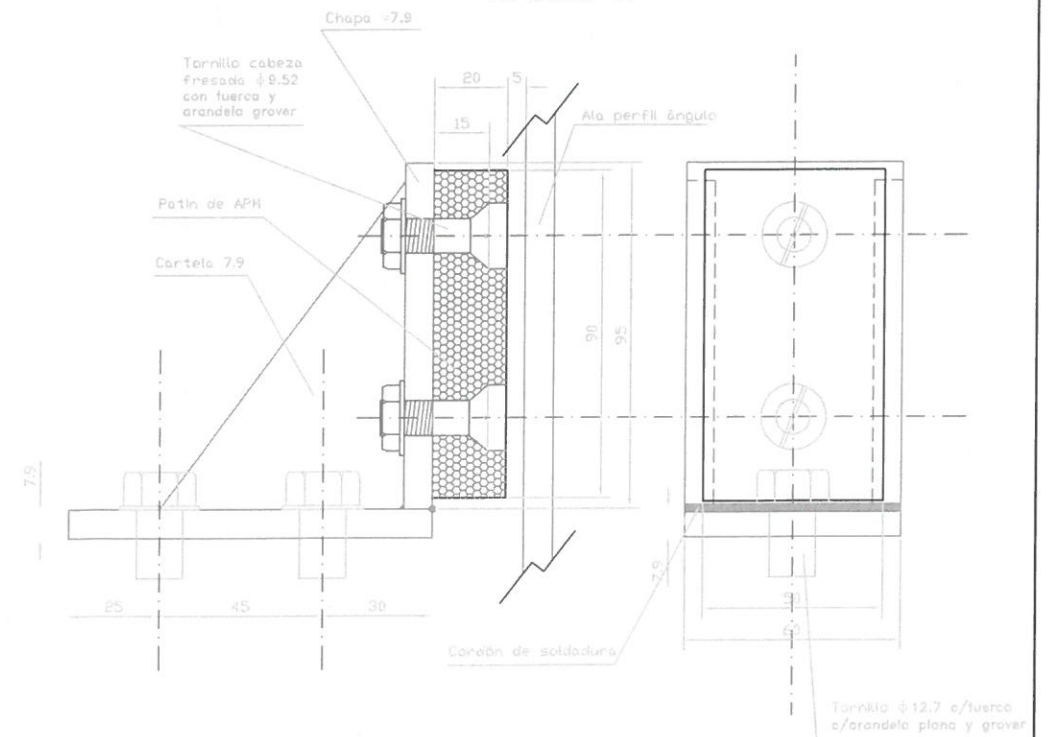 Chapa =7.9
Tornillo cabeza
fresada ϕ9.52
con tuerca y
arandela grover
20
5
15
Ala perfil ángulo
Patin de APM
Cartela 7.9
90
95
7.9
25
45
30
7.9
60
Cordón de soldadura
Tornillo ϕ12.7 c/tuerca
c/arandela plana y grover